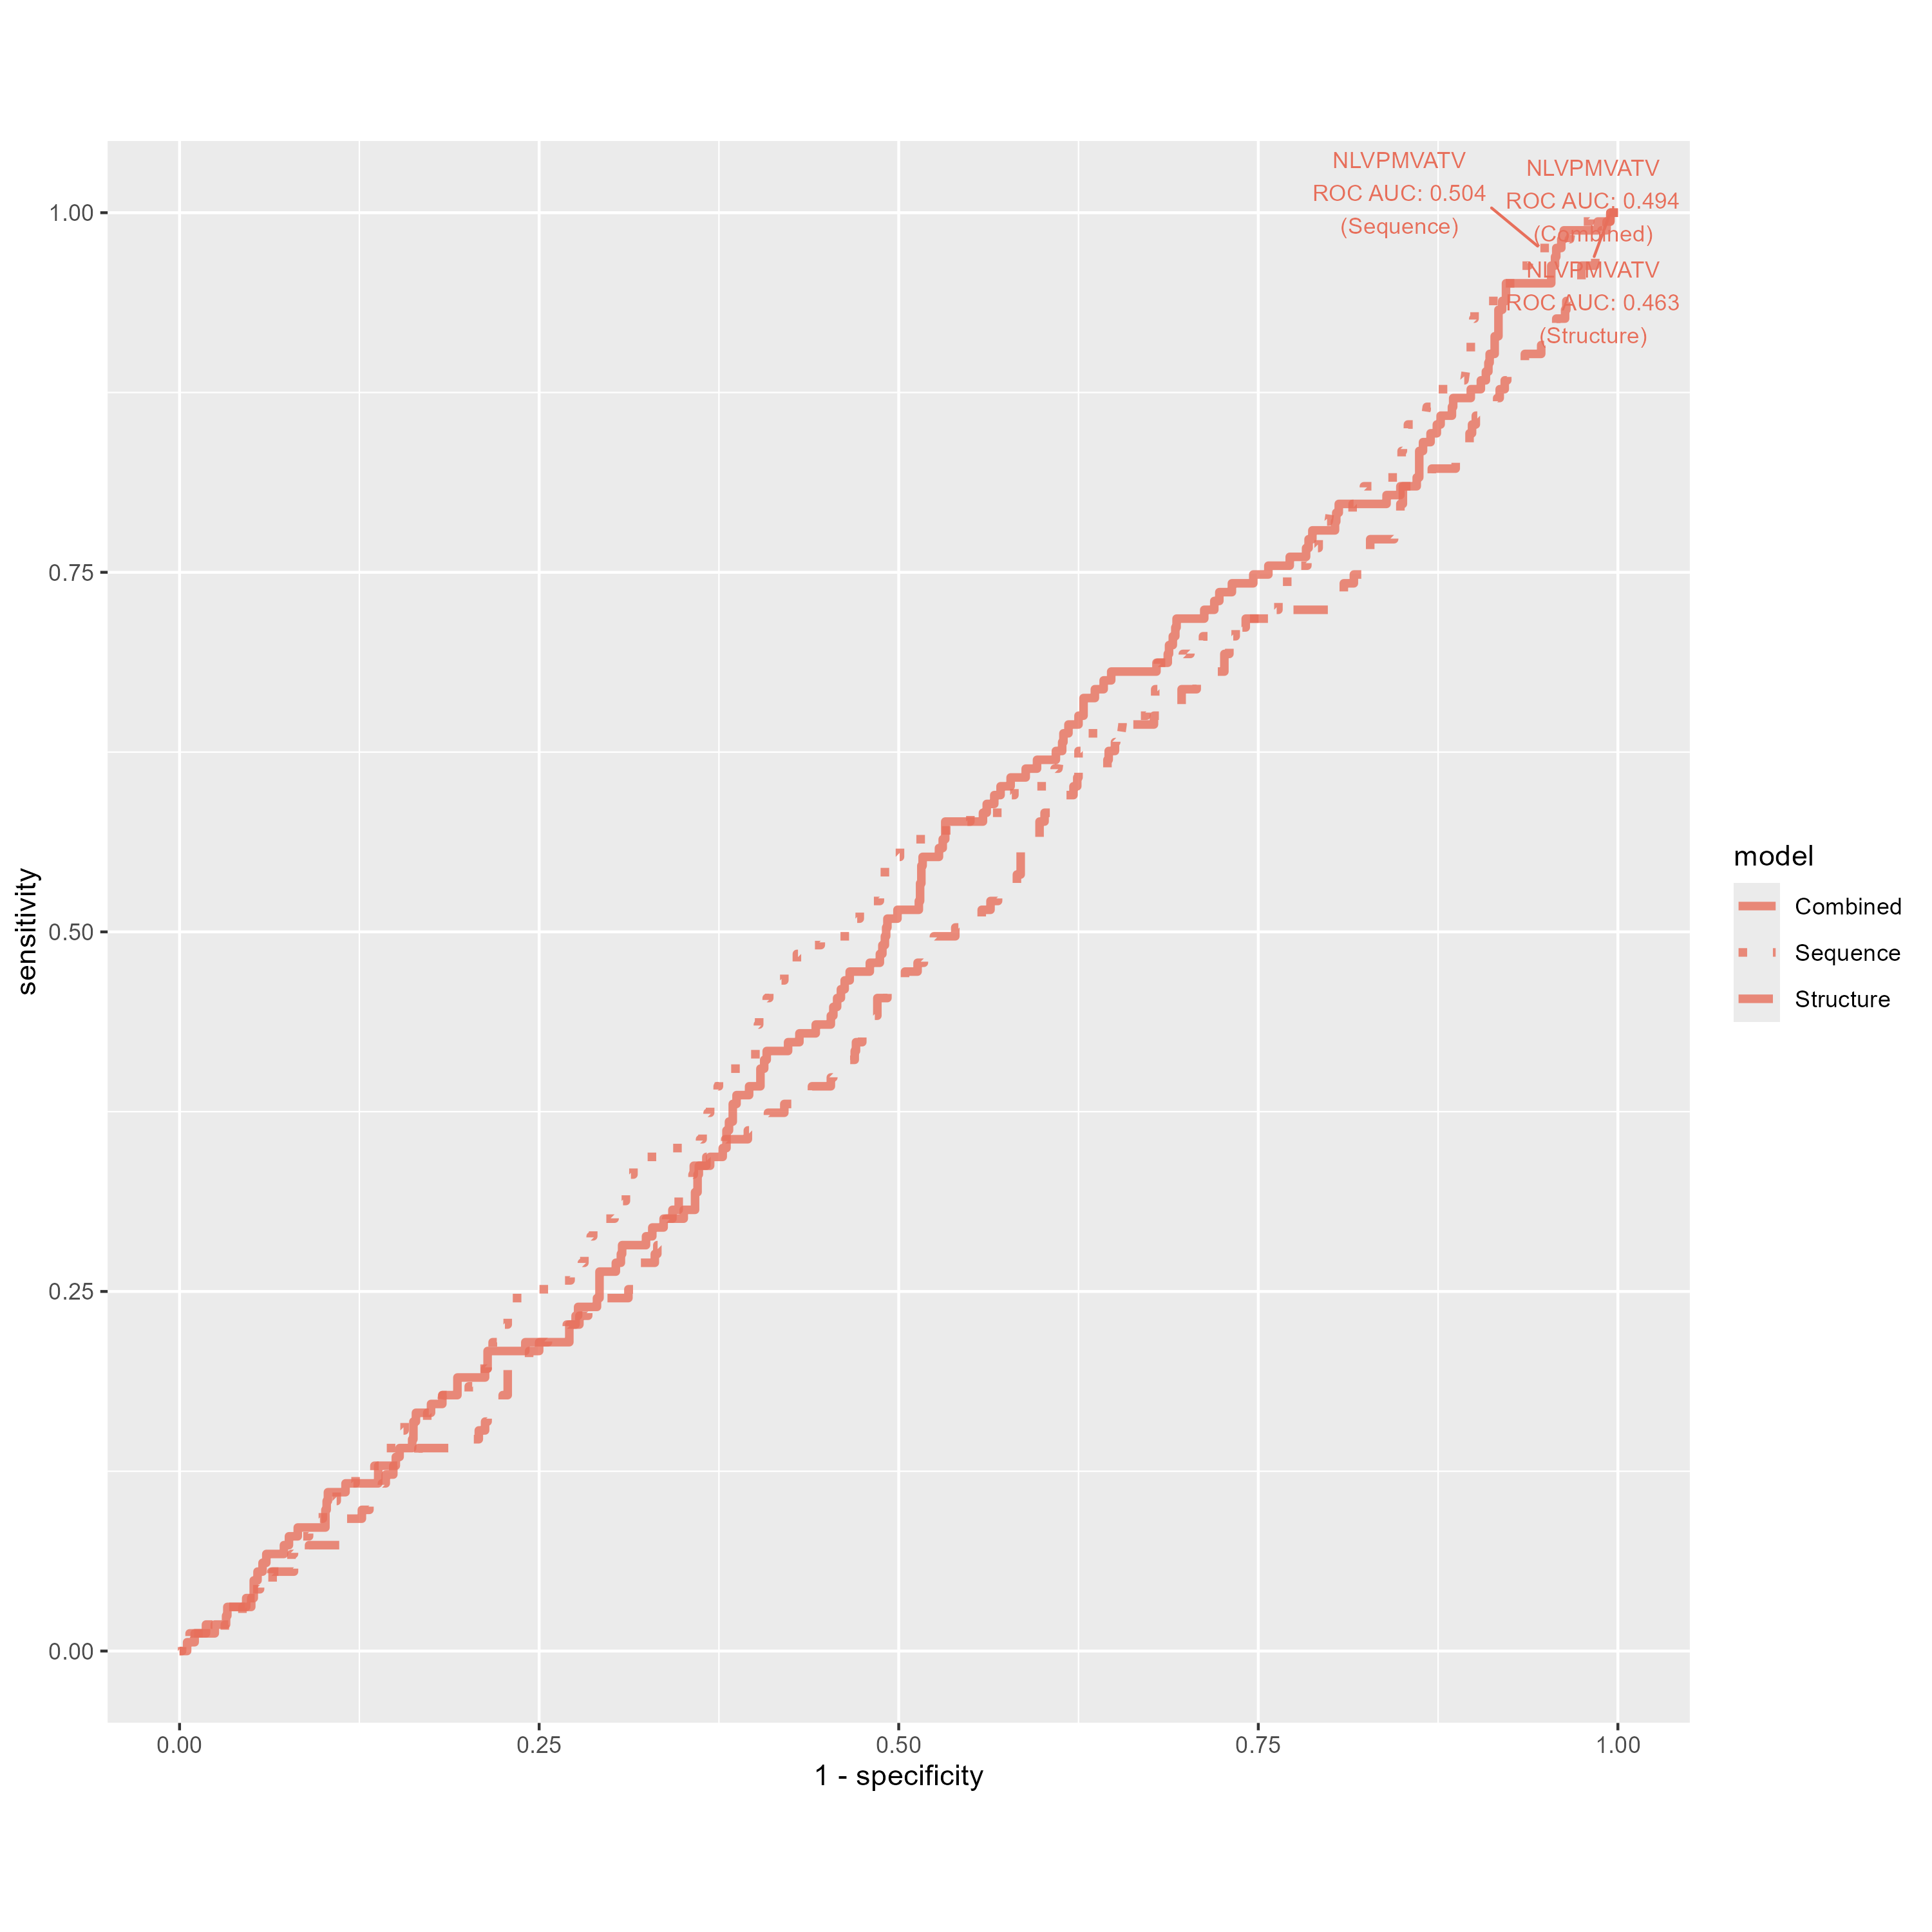 NLVPMVATV
ROC AUC: 0.504
(Sequence)
NLVPMVATV
ROC AUC: 0.494
(Combined)
NLVPMVATV
ROC AUC: 0.463
(Structure)
1.00
0.75
0.50
0.25
0.00
sensitivity
0.00
0.25
0.50
0.75
1.00
1 - specificity
model
Combined
Sequence
Structure